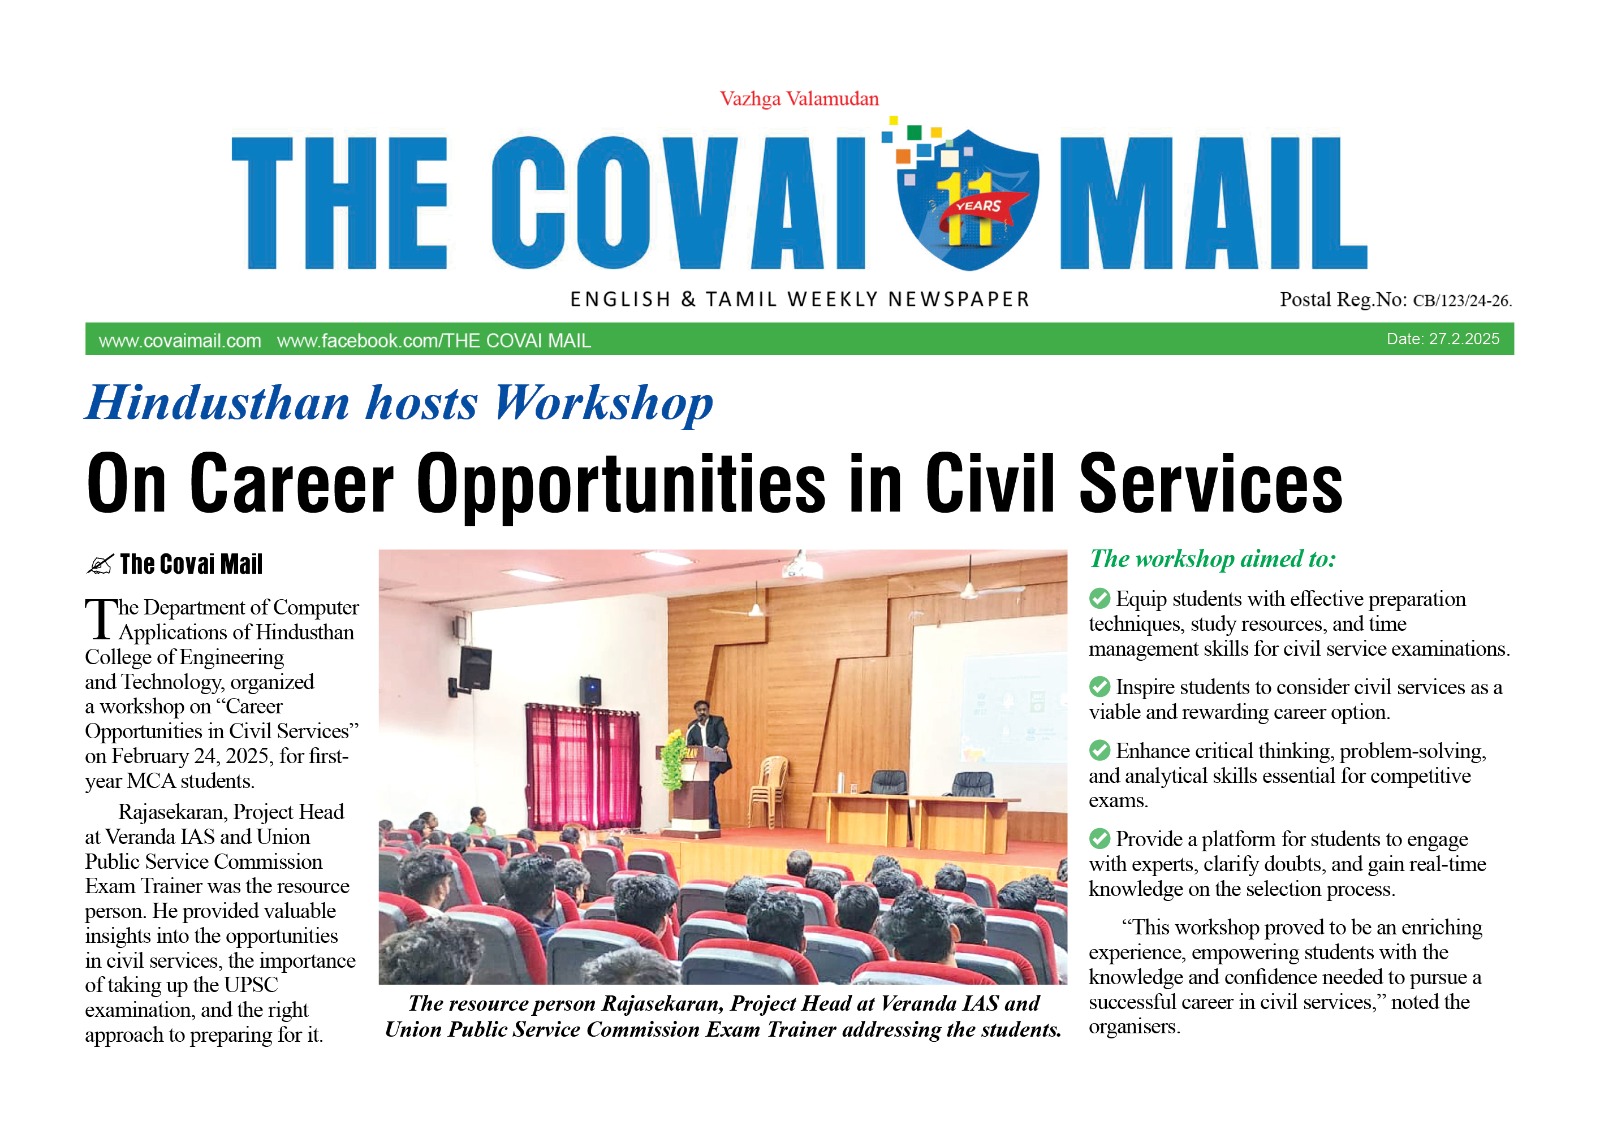 Vazhga Valamudan
THE COVAI MAIL
11
YEARS
ENGLISH & TAMIL WEEKLY NEWSPAPER
Postal Reg.No: CB/123/24-26.
www.covaimail.com www.facebook.com/THE COVAI MAIL
Date: 27.2.2025
Hindusthan hosts Workshop
On Career Opportunities in Civil Services
The Covai Mail
The Department of Computer
Applications of Hindusthan
College of Engineering
and Technology, organized
a workshop on “Career
Opportunities in Civil Services”
on February 24, 2025, for first-
year MCA students.
Rajasekaran, Project Head
at Veranda IAS and Union
Public Service Commission
Exam Trainer was the resource
person. He provided valuable
insights into the opportunities
in civil services, the importance
of taking up the UPSC
examination, and the right
approach to preparing for it.
The resource person Rajasekaran, Project Head at Veranda IAS and
Union Public Service Commission Exam Trainer addressing the students.
The workshop aimed to:
Equip students with effective preparation
techniques, study resources, and time
management skills for civil service examinations.
Inspire students to consider civil services as a
viable and rewarding career option.
Enhance critical thinking, problem-solving,
and analytical skills essential for competitive
exams.
Provide a platform for students to engage
with experts, clarify doubts, and gain real-time
knowledge on the selection process.
“This workshop proved to be an enriching
experience, empowering students with the
knowledge and confidence needed to pursue a
successful career in civil services,” noted the
organisers.